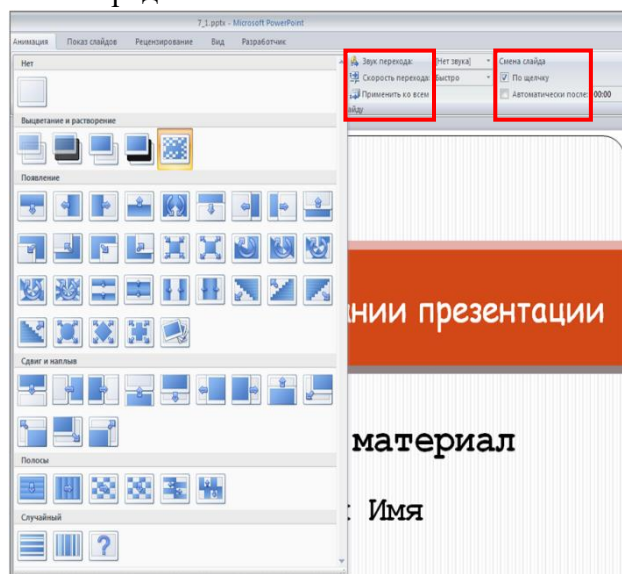 7_1.pptx - Microsoft PowerPoint
Анимация Показ слайдов Рецензирование Вид Разработчик
Нет
Выцветание и растворение
Появление
Сдвиг и наплыв
Полосы
Случайный
?
Звук перехода: [Нет звука]
Скорость перехода: Быстро
Применить ко всем
айду
Смена слайда
По щелчку
Автоматически после: 00:00
нии презентации
материал
: Имя